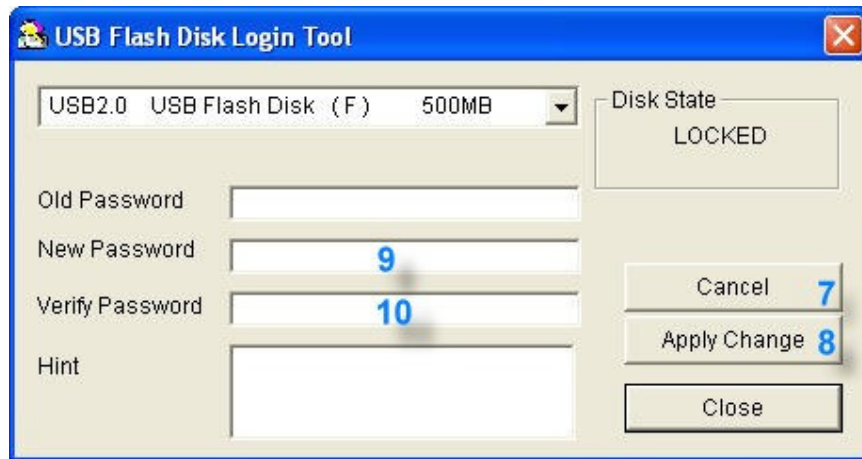 USB Flash Disk Login Tool
USB2.0 USB Flash Disk (F) 500MB
Disk State
LOCKED
Old Password
New Password
9
Verify Password
10
Hint
Cancel 7
Apply Change 8
Close